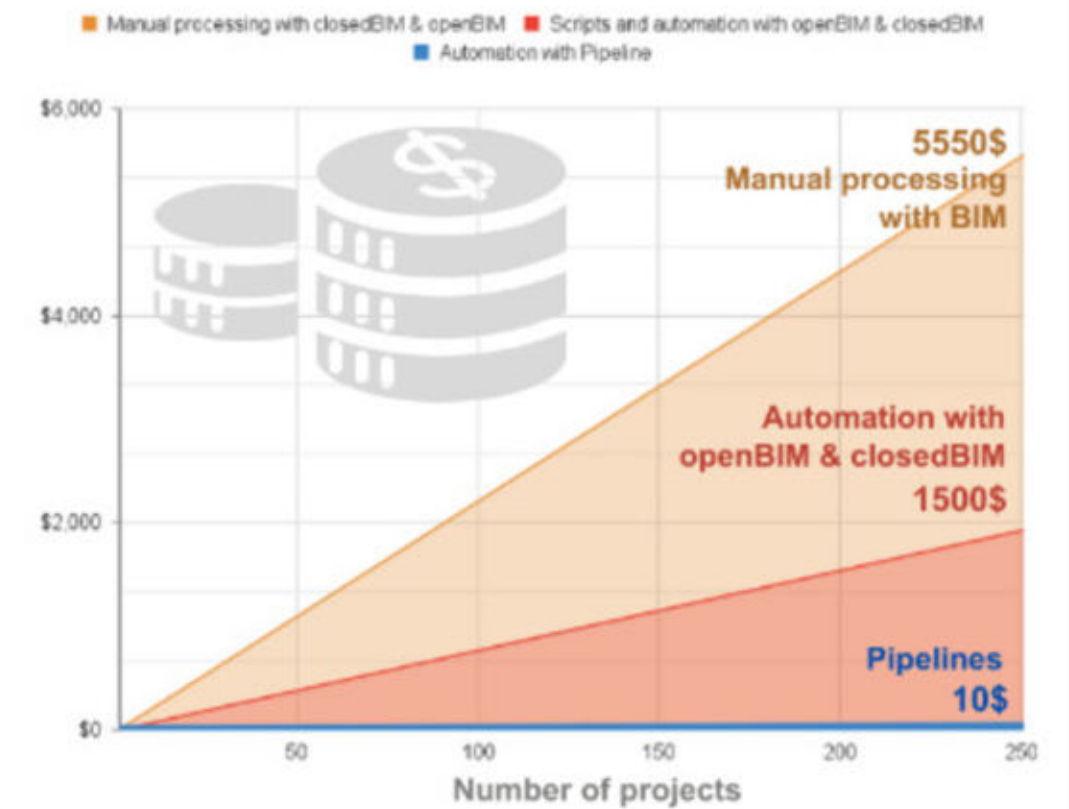 Manual processing with closedBIM & openBIM Scripts and automation with openBIM & closedBIM
Automation with Pipeline
$6,000
5550$
Manual processing
with BIM
$4,000
Automation with
openBIM & closedBIM
1500$
$2,000
Pipelines
10$
$0
50 100 150 200 250
Number of projects